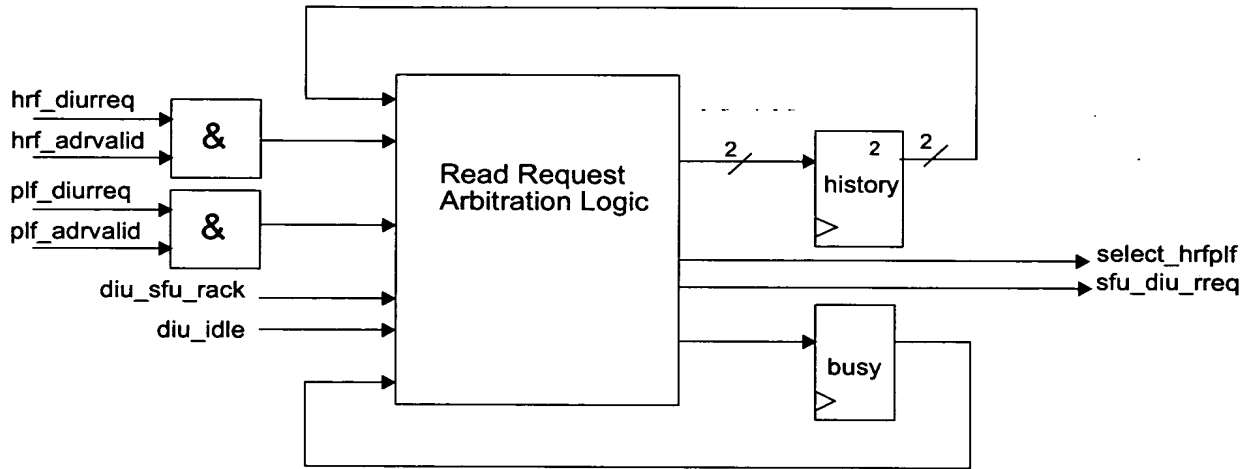 hrf_diurreq
hrf_adrvalid
&
plf_diurreq
plf_adrvalid
&
diu_sfu_rack
diu_idle
Read Request
Arbitration Logic
2
2
2
history
select_hrfplf
sfu_diu_rreq
busy